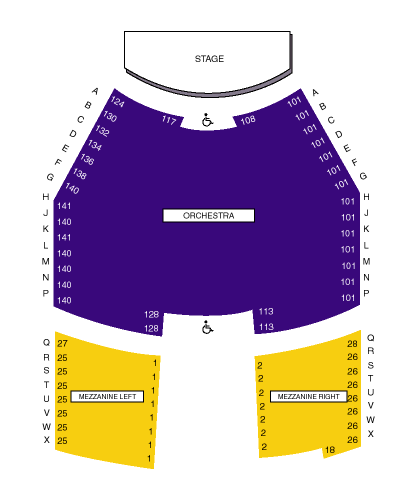 STAGE
A 124 117 108 101 A
B 130 101 B
C 132 101 C
D 134 101 D
E 136 101 E
F 138 101 F
G 140 101 G
H 141 101 H
J 140 ORCHESTRA 101 J
K 141 101 K
L 140 101 L
M 140 101 M
N 140 101 N
P 140 101 P
128 113
128 113
Q 27 1 28 Q
R 25 1 2 26 R
S 25 1 2 26 S
T 25 1 2 26 T
U 25 MEZZANINE LEFT 1 2 MEZZANINE RIGHT 26 U
V 25 1 2 26 V
W 25 1 2 26 W
X 25 1 2 18 26 X